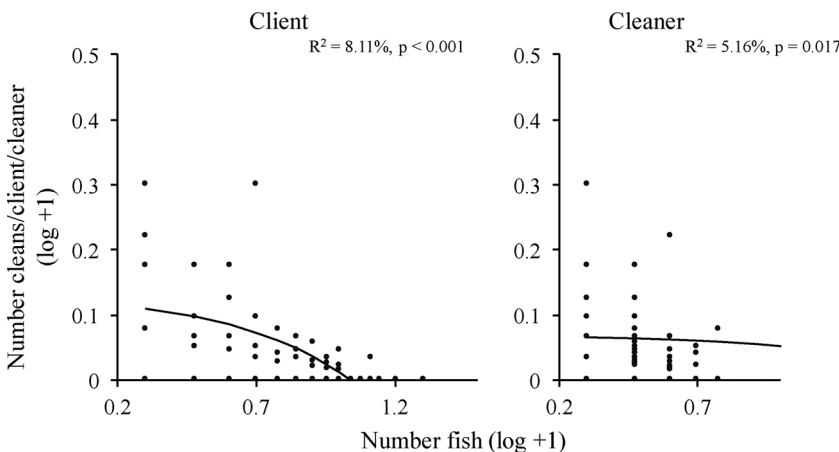 Client
Cleaner
R² = 8.11%, p < 0.001
R² = 5.16%, p = 0.017
Number cleans/client/cleaner
(log +1)
0.5
0.4
0.3
0.2
0.1
0
0.2
0.7
1.2
0.5
0.4
0.3
0.2
0.1
0
0.2
0.7
Number fish (log +1)